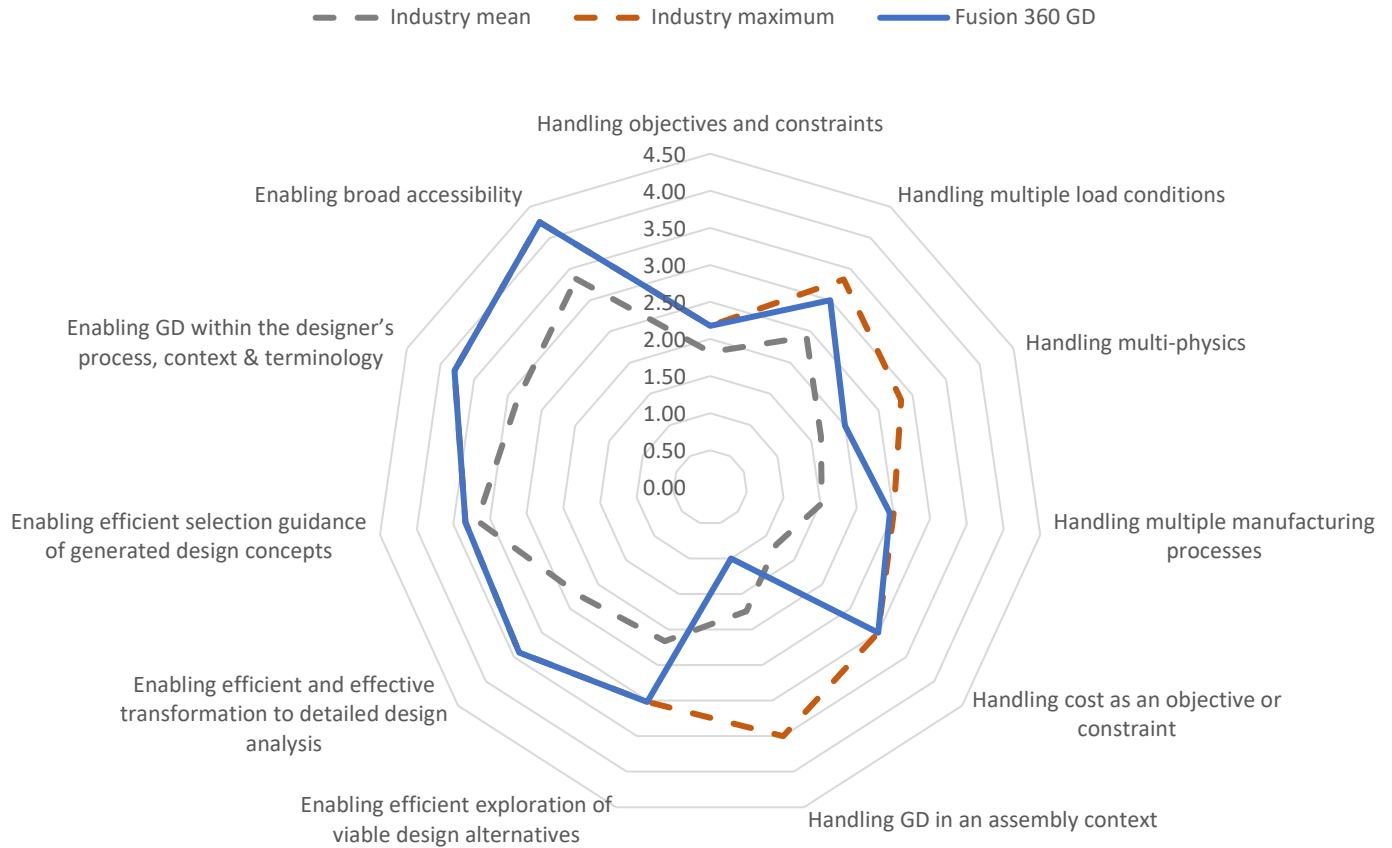 Industry mean
Industry maximum
Fusion 360 GD
Handling objectives and constraints
4.50
4.00
3.50
3.00
2.50
2.00
1.50
1.00
0.50
0.00
Handling multiple load conditions
Handling multi-physics
Handling multiple manufacturing
processes
Handling cost as an objective or
constraint
Handling GD in an assembly context
Enabling efficient exploration of
viable design alternatives
Enabling efficient and effective
transformation to detailed design
analysis
Enabling efficient selection guidance
of generated design concepts
Enabling GD within the designer’s
process, context & terminology
Enabling broad accessibility